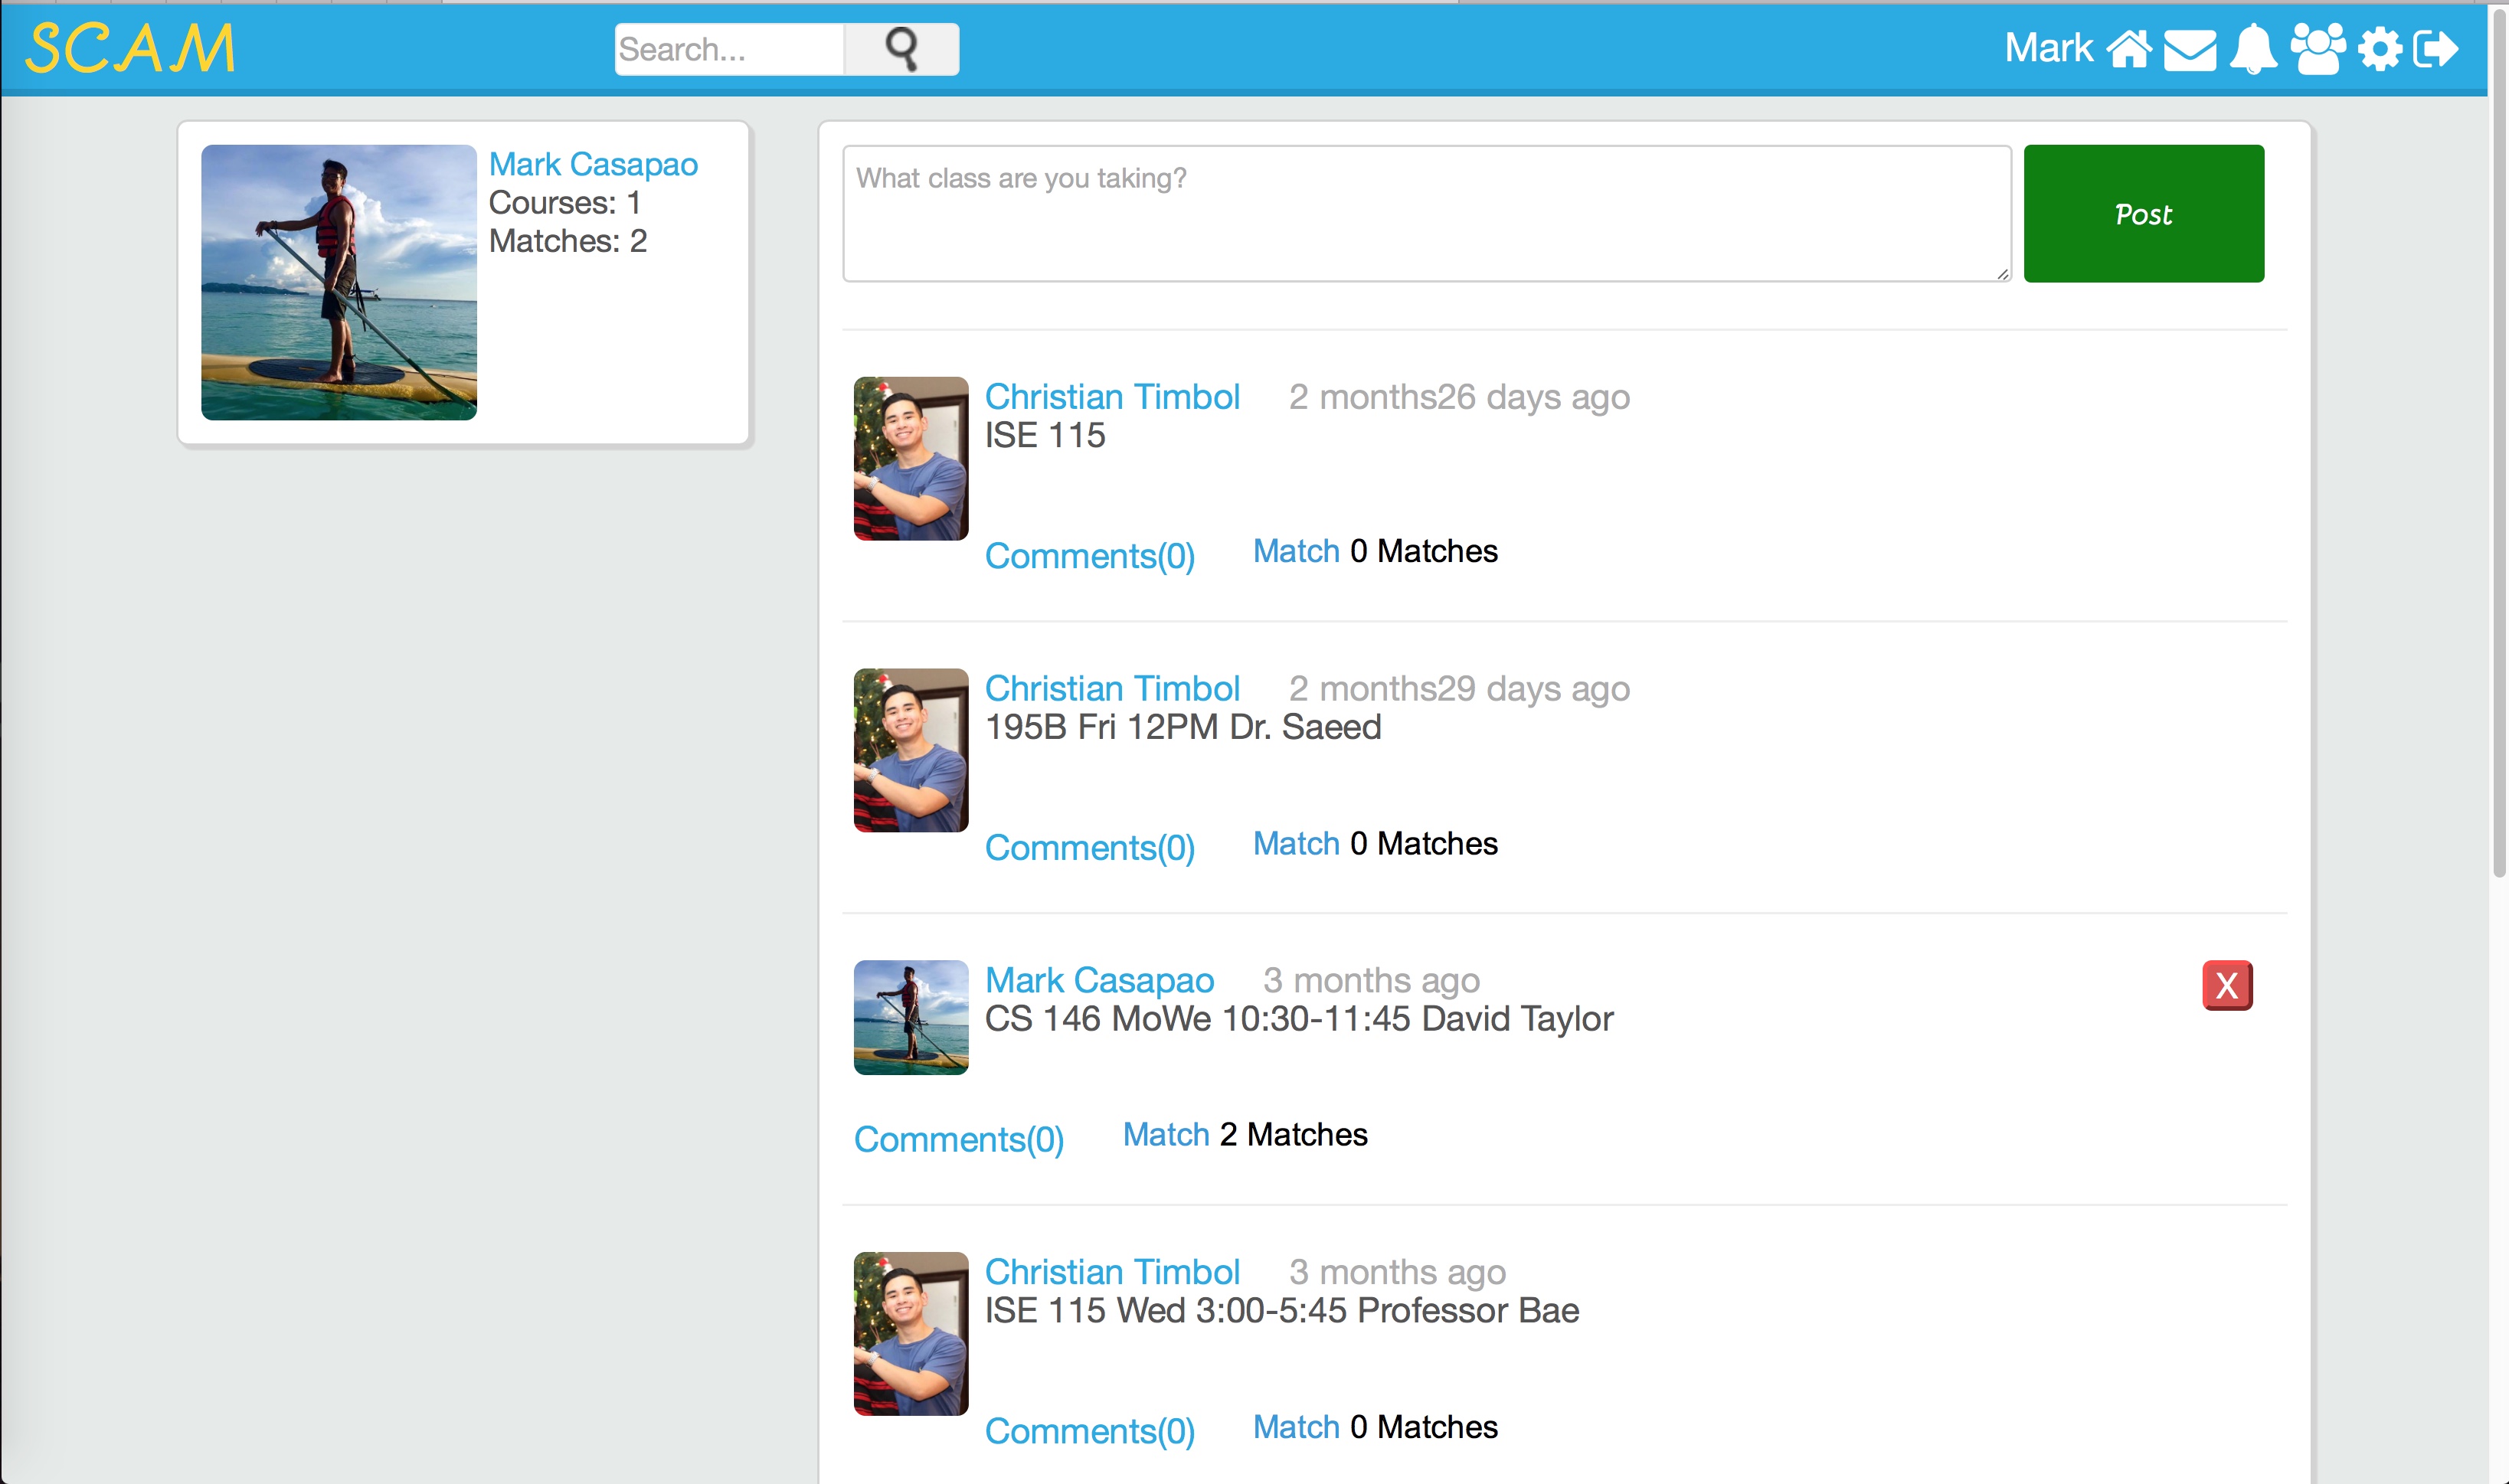 SCAM
Search...
Mark
Mark Casapao
Courses: 1
Matches: 2
What class are you taking?
Post
Christian Timbol 2 months26 days ago
ISE 115
Comments(0) Match 0 Matches
Christian Timbol 2 months29 days ago
195B Fri 12PM Dr. Saeed
Comments(0) Match 0 Matches
Mark Casapao 3 months ago
X
CS 146 MoWe 10:30-11:45 David Taylor
Comments(0) Match 2 Matches
Christian Timbol 3 months ago
ISE 115 Wed 3:00-5:45 Professor Bae
Comments(0) Match 0 Matches